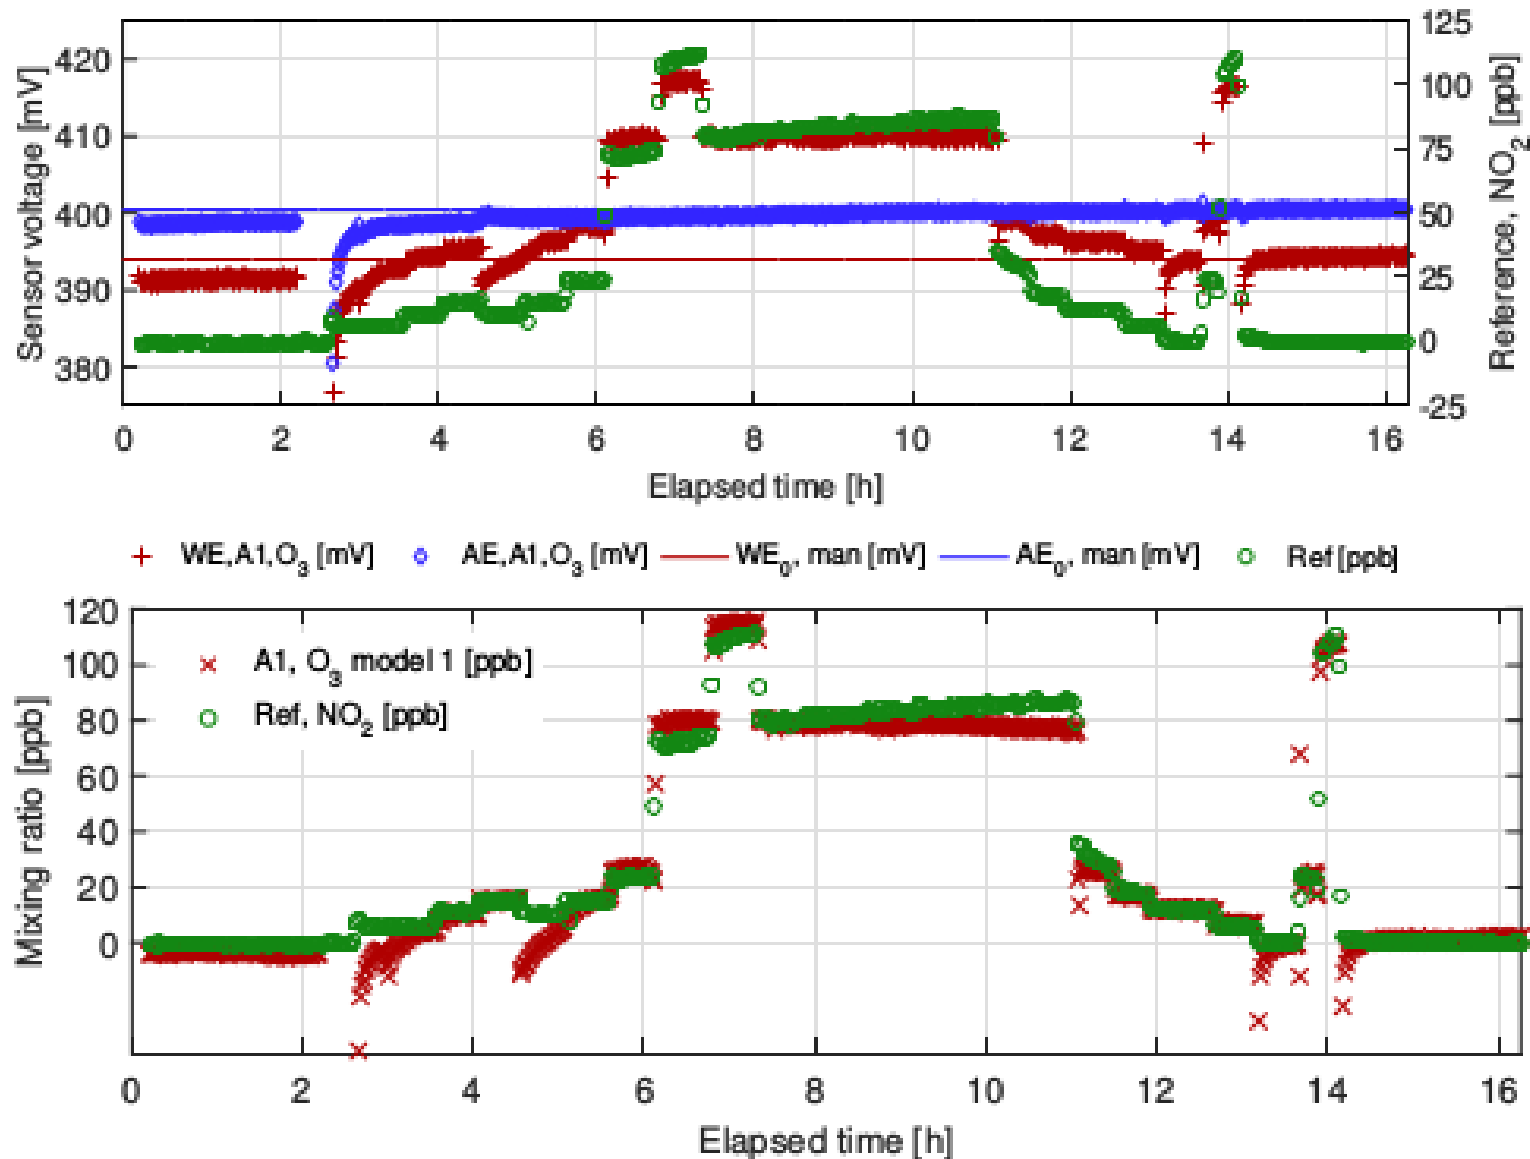 Sensor voltage [mV]
420
410
400
390
380
125
100
75
50
25
0
-25
Reference, NO2 [ppb]
0 2 4 6 8 10 12 14 16
Elapsed time [h]
WE,A1,O3 [mV] AE,A1,O3 [mV] WE0, man [mV] AE0, man [mV] Ref [ppb]
Mixing ratio [ppb]
120
100
80
60
40
20
0
A1, O3 model 1 [ppb]
Ref, NO2 [ppb]
0 2 4 6 8 10 12 14 16
Elapsed time [h]